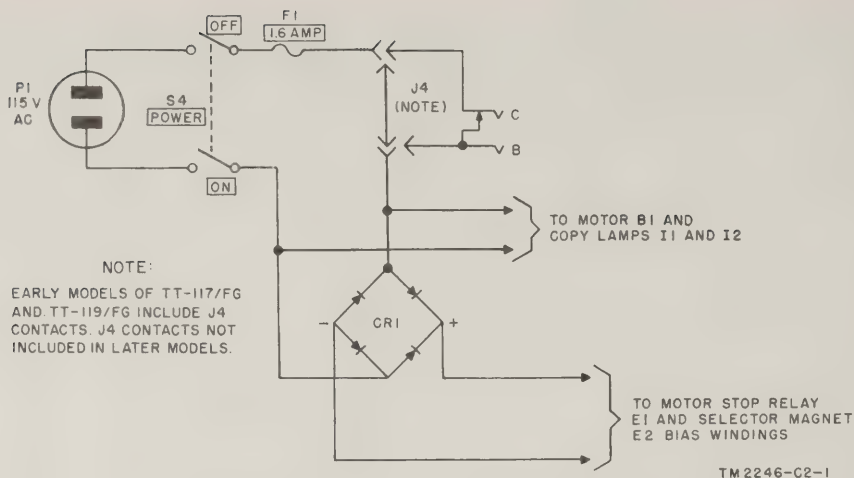 OFF
F1
1.6 AMP
P1
115 V
AC
S4
POWER
ON
J4
(NOTE)
C
B
TO MOTOR B1 AND
COPY LAMPS I1 AND I2
NOTE:
EARLY MODELS OF TT-117/FG
AND TT-119/FG INCLUDE J4
CONTACTS. J4 CONTACTS NOT
INCLUDED IN LATER MODELS.
- CR1 +
TO MOTOR STOP RELAY
E1 AND SELECTOR MAGNET
E2 BIAS WINDINGS
TM2246-C2-1